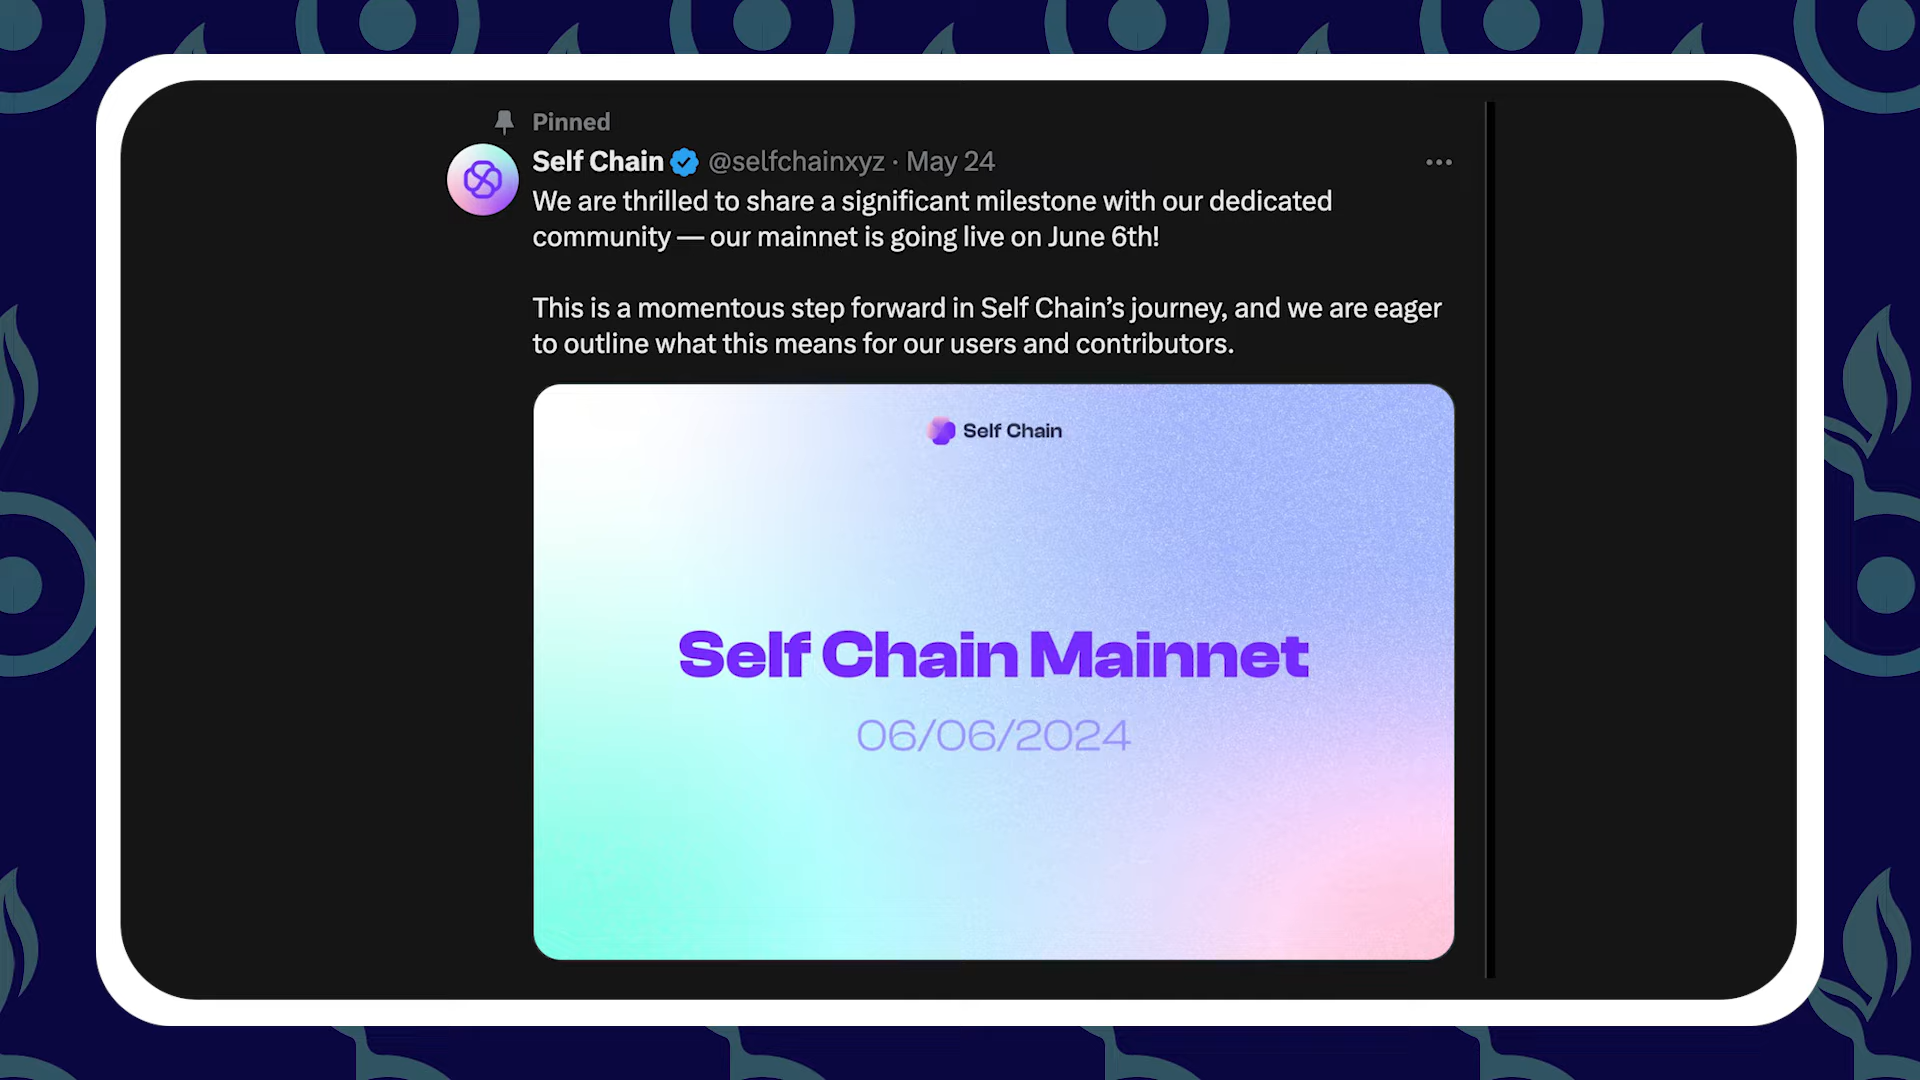 Pinned
Self Chain @selfchainxyz · May 24
We are thrilled to share a significant milestone with our dedicated
community — our mainnet is going live on June 6th!
This is a momentous step forward in Self Chain’s journey, and we are eager
to outline what this means for our users and contributors.
Self Chain
Self Chain Mainnet
06/06/2024